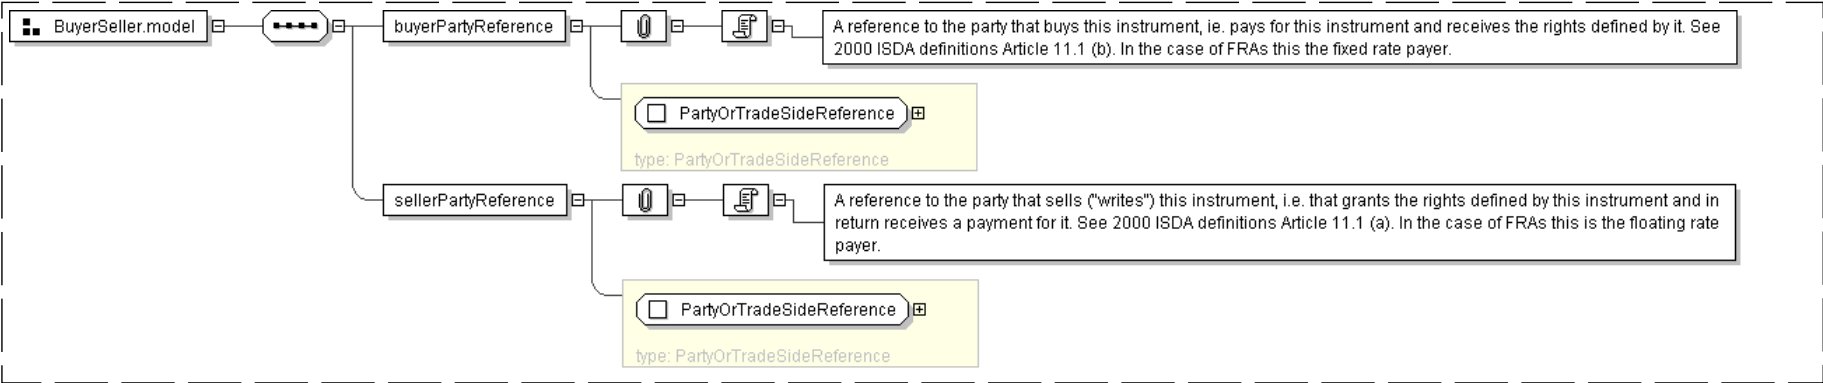 BuyerSeller.model
buyerPartyReference
A reference to the party that buys this instrument, ie. pays for this instrument and receives the rights defined by it. See
2000 ISDA definitions Article 11.1 (b). In the case of FRAs this the fixed rate payer.
PartyOrTradeSideReference
type: PartyOrTradeSideReference
sellerPartyReference
A reference to the party that sells ("writes") this instrument, i.e. that grants the rights defined by this instrument and in
return receives a payment for it. See 2000 ISDA definitions Article 11.1 (a). In the case of FRAs this is the floating rate
payer.
PartyOrTradeSideReference
type: PartyOrTradeSideReference